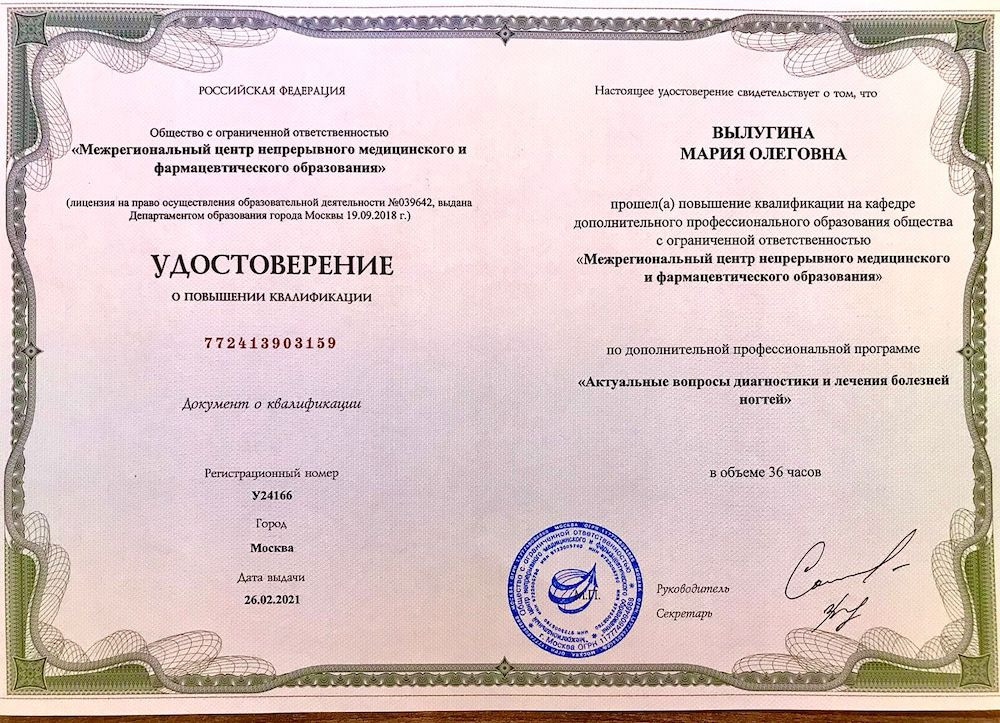 РОССИЙСКАЯ ФЕДЕРАЦИЯ
Общество с ограниченной ответственностью
«Межрегиональный центр непрерывного медицинского и
фармацевтического образования»
(лицензия на право осуществления образовательной деятельности №039642, выдана
Департаментом образования города Москвы 19.09.2018 г.)
УДОСТОВЕРЕНИЕ
О ПОВЫШЕНИИ КВАЛИФИКАЦИИ
772413903159
Документ о квалификации
Регистрационный номер
У24166
Город
Москва
Дата выдачи
26.02.2021
Настоящее удостоверение свидетельствует о том, что
ВЫЛУГИНА
МАРИЯ ОЛЕГОВНА
прошел(а) повышение квалификации на кафедре
дополнительного профессионального образования общества
с ограниченной ответственностью
«Межрегиональный центр непрерывного медицинского
и фармацевтического образования»
по дополнительной профессиональной программе
«Актуальные вопросы диагностики и лечения болезней
ногтей»
в объеме 36 часов
Руководитель
Секретарь
М.П.
Общество с ограниченной ответственностью
г. Москва